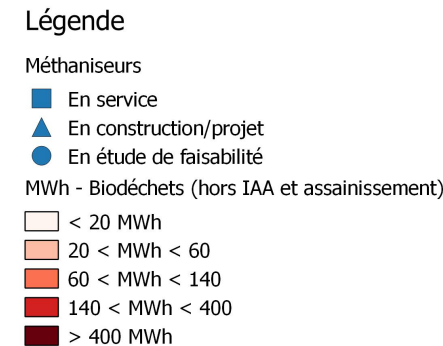 Légende
Méthaniseurs
En service
En construction/projet
En étude de faisabilité
MWh - Biodéchets (hors IAA et assainissement)
< 20 MWh
20 < MWh < 60
60 < MWh < 140
140 < MWh < 400
> 400 MWh